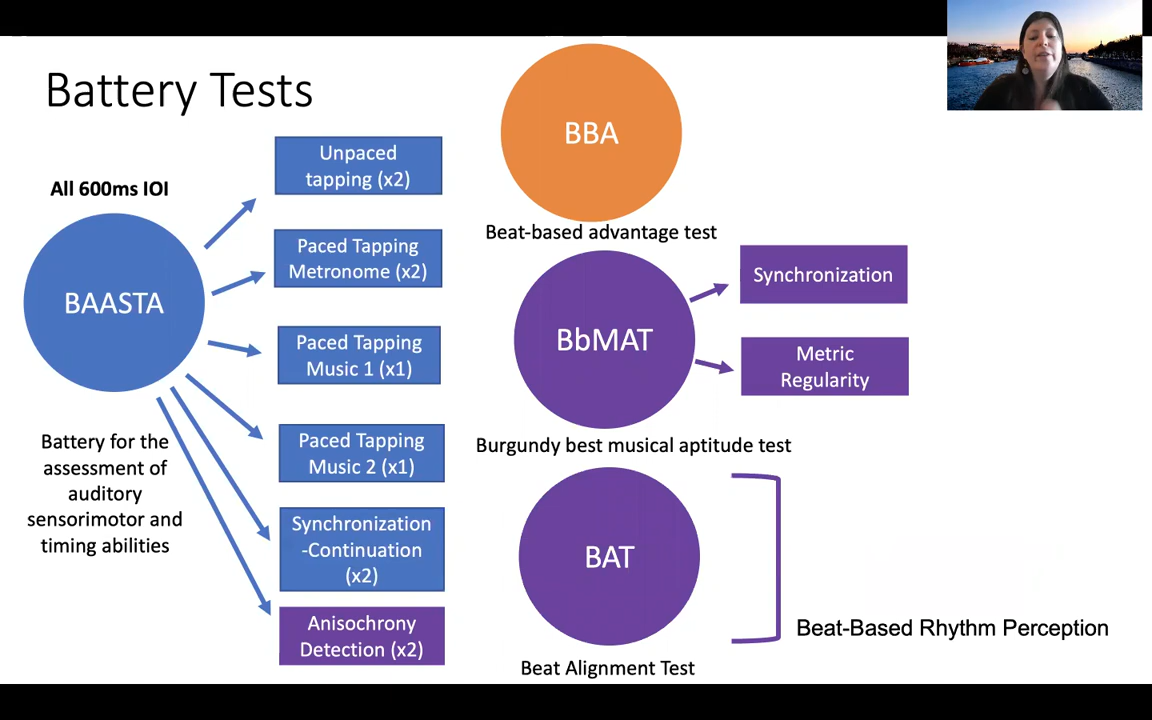 Battery Tests
All 600ms IOI
BAASTA
Battery for the
assessment of
auditory
sensorimotor and
timing abilities
Unpaced
tapping (x2)
Paced Tapping
Metronome (x2)
Paced Tapping
Music 1 (x1)
Paced Tapping
Music 2 (x1)
Synchronization
-Continuation
(x2)
Anisochrony
Detection (x2)
BBA
Beat-based advantage test
BbMAT
Burgundy best musical aptitude test
Synchronization
Metric
Regularity
BAT
Beat Alignment Test
Beat-Based Rhythm Perception